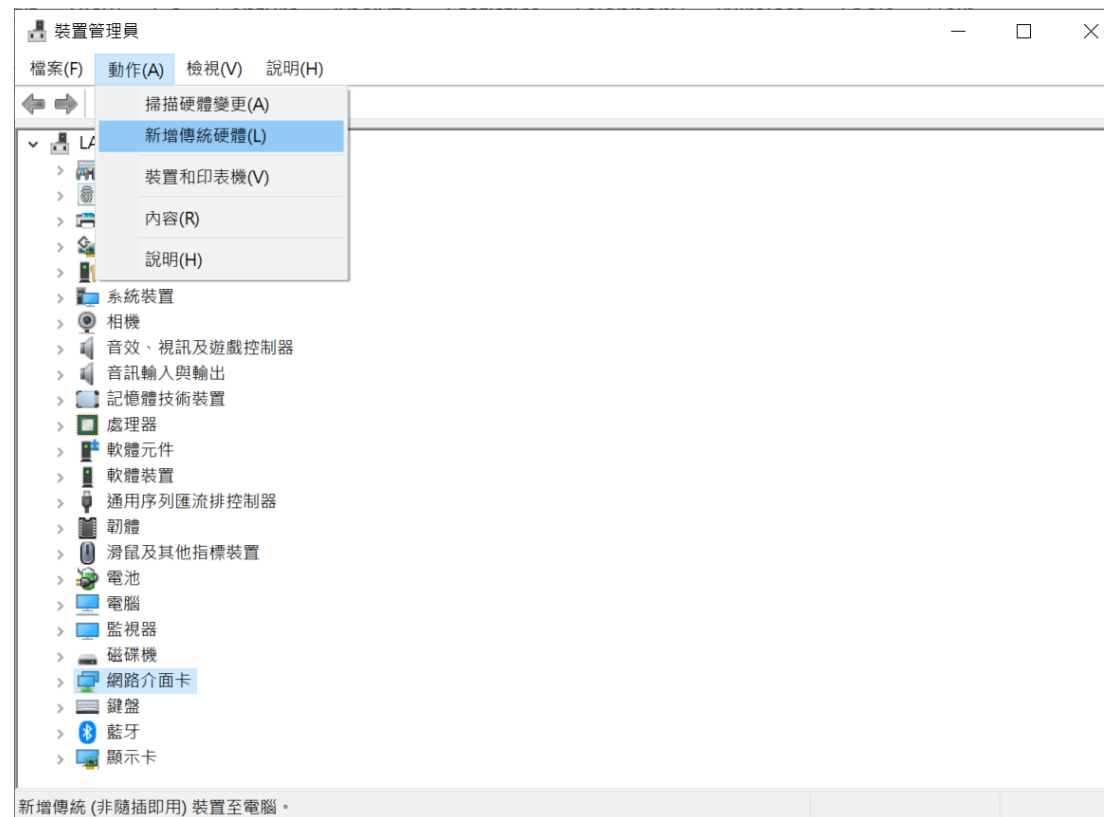 裝置管理員
檔案(F) 動作(A) 檢視(V) 說明(H)
掃描硬體變更(A)
新增傳統硬體(L)
裝置和印表機(V)
內容(R)
說明(H)
系統裝置
相機
音效、視訊及遊戲控制器
音訊輸入與輸出
記憶體技術裝置
處理器
軟體元件
軟體裝置
通用序列匯流排控制器
韌體
滑鼠及其他指標裝置
電池
電腦
監視器
磁碟機
網路介面卡
鍵盤
藍牙
顯示卡
新增傳統 (非隨插即用) 裝置至電腦。